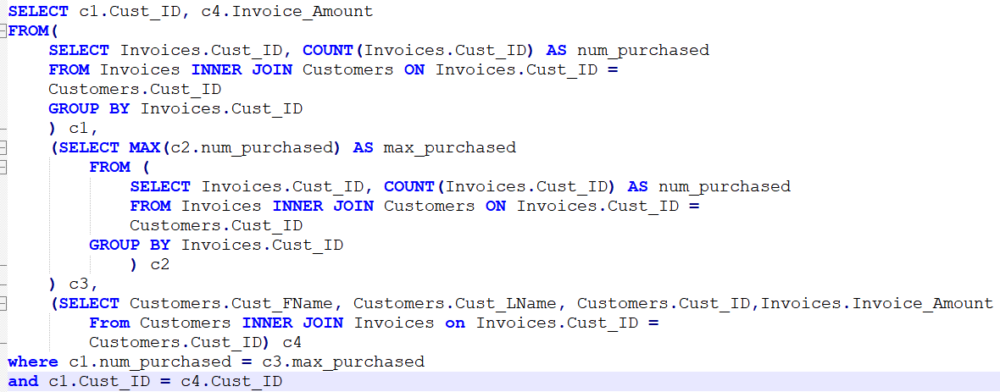 SELECT c1.Cust_ID, c4.Invoice_Amount
FROM(
SELECT Invoices.Cust_ID, COUNT(Invoices.Cust_ID) AS num_purchased
FROM Invoices INNER JOIN Customers ON Invoices.Cust_ID =
Customers.Cust_ID
GROUP BY Invoices.Cust_ID
) c1,
(SELECT MAX(c2.num_purchased) AS max_purchased
FROM (
SELECT Invoices.Cust_ID, COUNT(Invoices.Cust_ID) AS num_purchased
FROM Invoices INNER JOIN Customers ON Invoices.Cust_ID =
Customers.Cust_ID
GROUP BY Invoices.Cust_ID
) c2
) c3,
(SELECT Customers.Cust_FName, Customers.Cust_LName, Customers.Cust_ID,Invoices.Invoice_Amount
From Customers INNER JOIN Invoices on Invoices.Cust_ID =
Customers.Cust_ID) c4
where c1.num_purchased = c3.max_purchased
and c1.Cust_ID = c4.Cust_ID